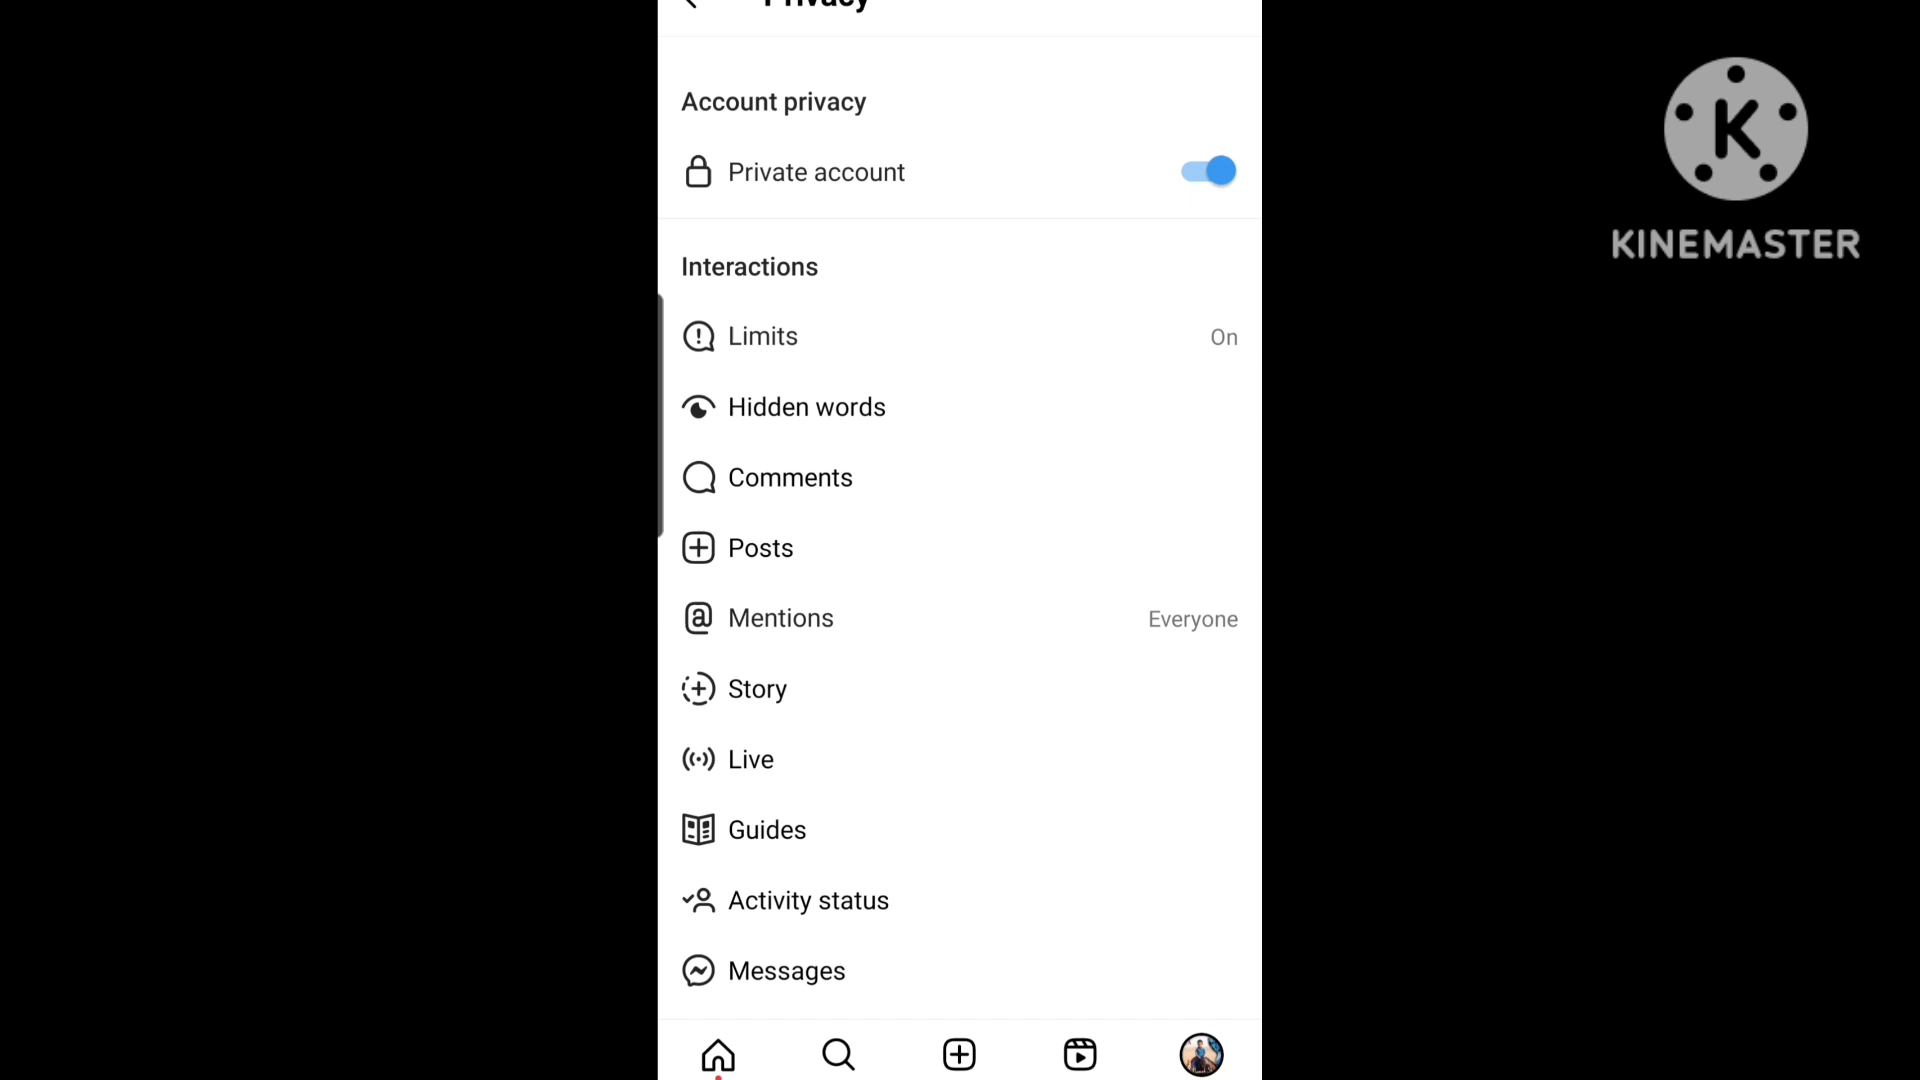 Privacy
Account privacy
Private account
Interactions
Limits On
Hidden words
Comments
Posts
Mentions Everyone
Story
Live
Guides
Activity status
Messages
K
KINEMASTER